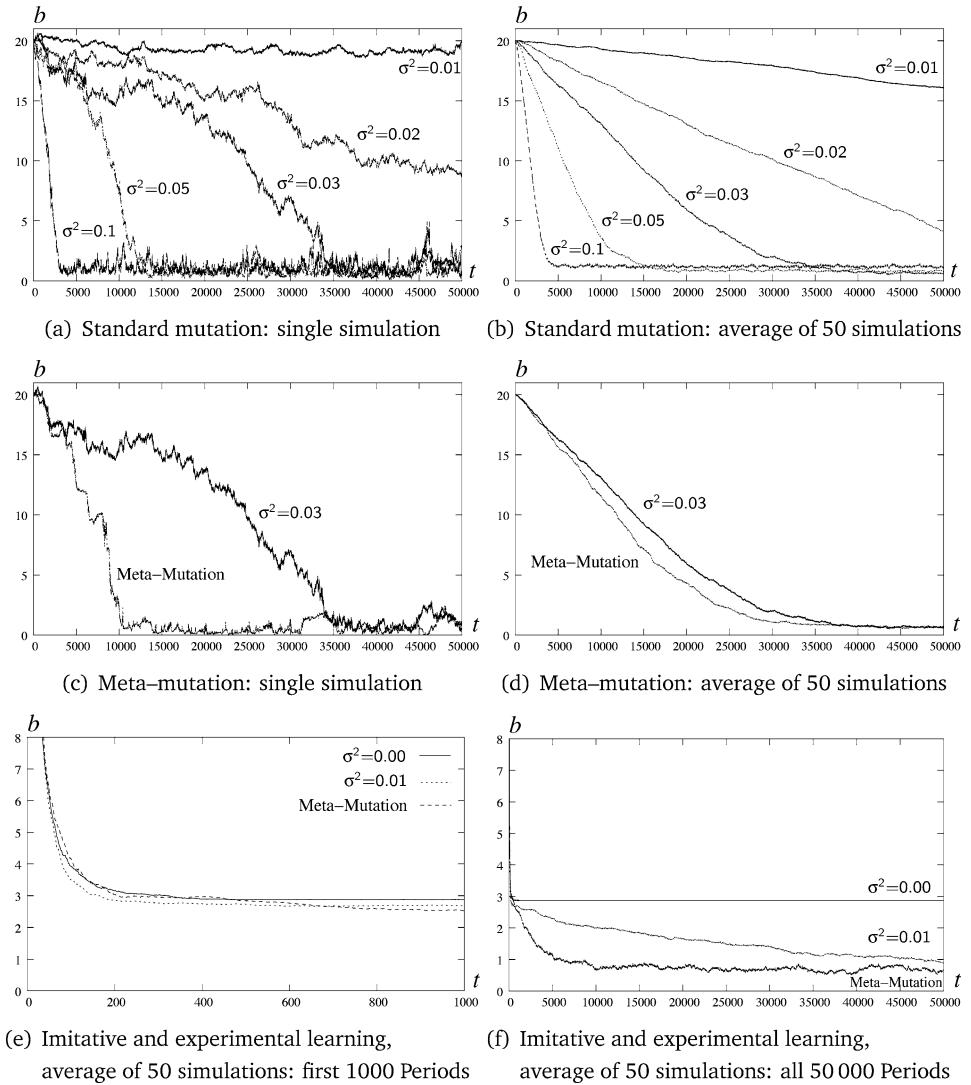 b
20
15
10
5
0
σ²=0.01
σ²=0.02
σ²=0.03
σ²=0.05
σ²=0.1
t
0 5000 10000 15000 20000 25000 30000 35000 40000 45000 50000
(a) Standard mutation: single simulation
b
20
15
10
5
0
σ²=0.01
σ²=0.02
σ²=0.03
σ²=0.05
σ²=0.1
t
0 5000 10000 15000 20000 25000 30000 35000 40000 45000 50000
(b) Standard mutation: average of 50 simulations
b
20
15
10
5
0
σ²=0.03
Meta–Mutation
t
0 5000 10000 15000 20000 25000 30000 35000 40000 45000 50000
(c) Meta–mutation: single simulation
b
20
15
10
5
0
σ²=0.03
Meta–Mutation
t
0 5000 10000 15000 20000 25000 30000 35000 40000 45000 50000
(d) Meta–mutation: average of 50 simulations
b
8
7
6
5
4
3
2
1
0
σ²=0.00
σ²=0.01
Meta–Mutation
t
0 200 400 600 800 1000
(e) Imitative and experimental learning,
average of 50 simulations: first 1000 Periods
b
8
7
6
5
4
3
2
1
0
σ²=0.00
σ²=0.01
Meta–Mutation
t
0 5000 10000 15000 20000 25000 30000 35000 40000 45000 50000
(f) Imitative and experimental learning,
average of 50 simulations: all 50 000 Periods